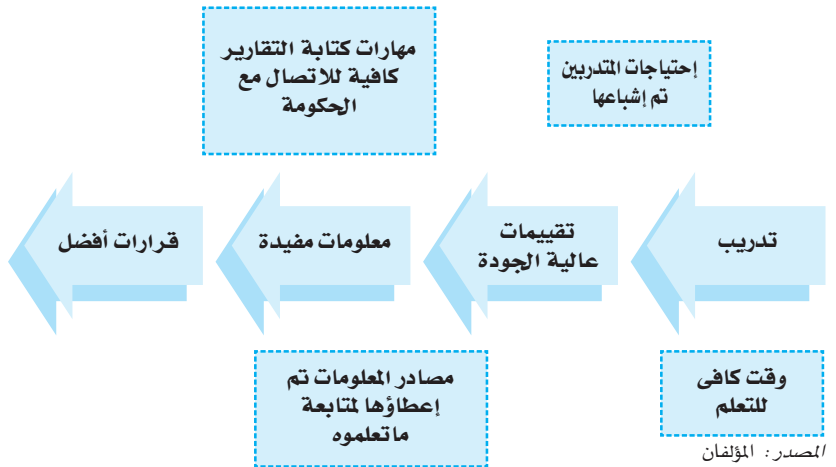 مهارات كتابة التقارير
كافية للاتصال مع
الحكومة
إحتياجات المتدربين
تم إشباعها
تدريب
تقييمات
عالية الجودة
معلومات مفيدة
قرارات أفضل
مصادر المعلومات تم
إعطاؤها لمتابعة
ماتعلموه
وقت كافى
للتعلم
المصدر: المؤلفان